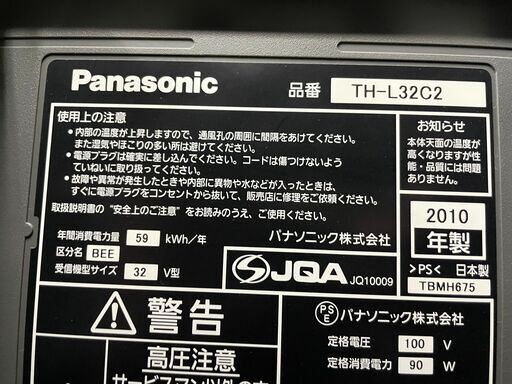 Panasonic
品番 TH-L32C2
使用上の注意
●内部の温度が上昇しますので、通風孔の周囲に間隔をあけてください。
また湿気やほこりの多い所は避けてください。
●電源プラグは確実に差し込んでください。コードは傷つけないよう
ていねいに取り扱ってください。
●故障や異常が発生したときや内部に異物や水などが入ったときは、
すぐに電源プラグをコンセントから抜いて、販売店に修理をご依頼ください。
取扱説明書の"安全上のご注意"をお読みのうえ、ご使用ください。
お知らせ
本体天面の温度が
高くなりますが性
能・品質には問題
ありません。
年間消費電力量 59 kWh/年
区分名 BEE
受信機型サイズ 32 V型
パナソニック株式会社
JQA JQ10009
2010
年製
>PS< 日本製
TBMH675
警告
高圧注意
サービスマン以外の方
PSE パナソニック株式会社
定格電圧 100 V
定格消費電力 90 W